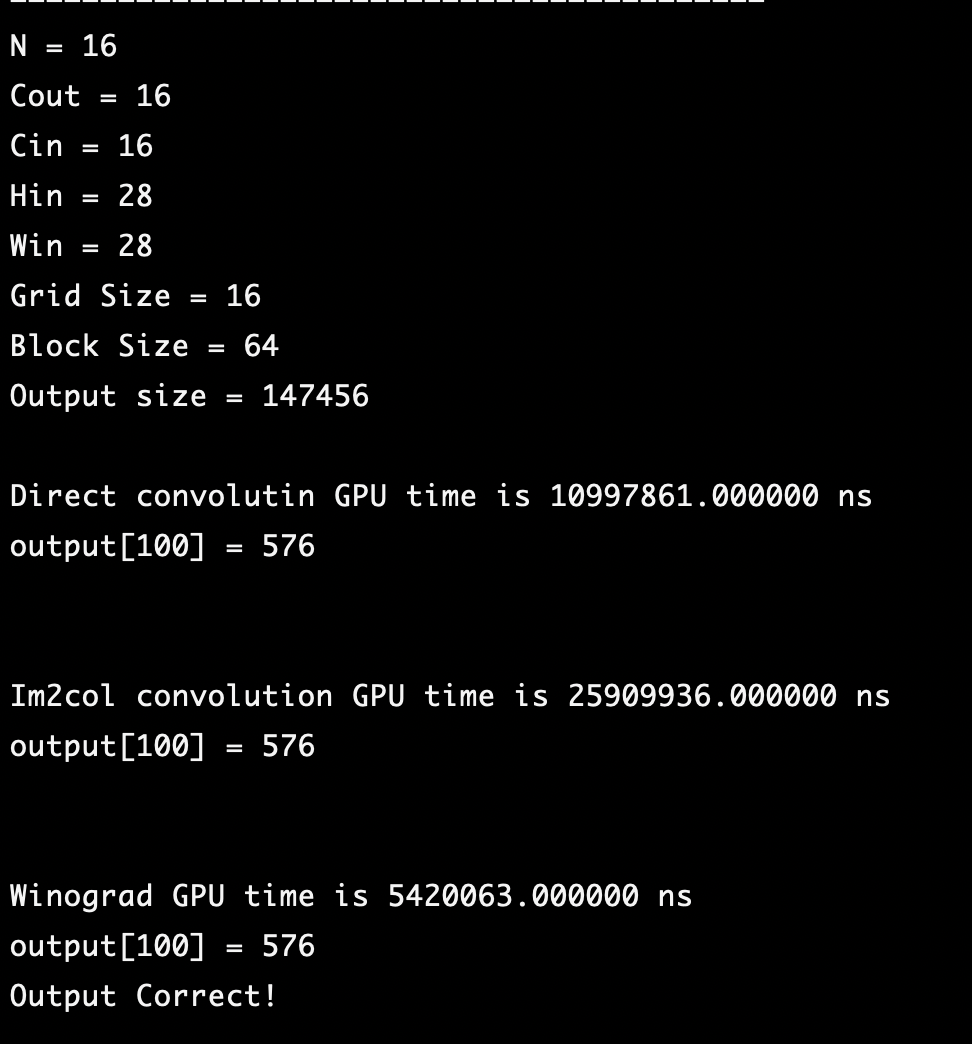 N = 16
Cout = 16
Cin = 16
Hin = 28
Win = 28
Grid Size = 16
Block Size = 64
Output size = 147456
Direct convolutin GPU time is 10997861.000000 ns
output[100] = 576
Im2col convolution GPU time is 25909936.000000 ns
output[100] = 576
Winograd GPU time is 5420063.000000 ns
output[100] = 576
Output Correct!